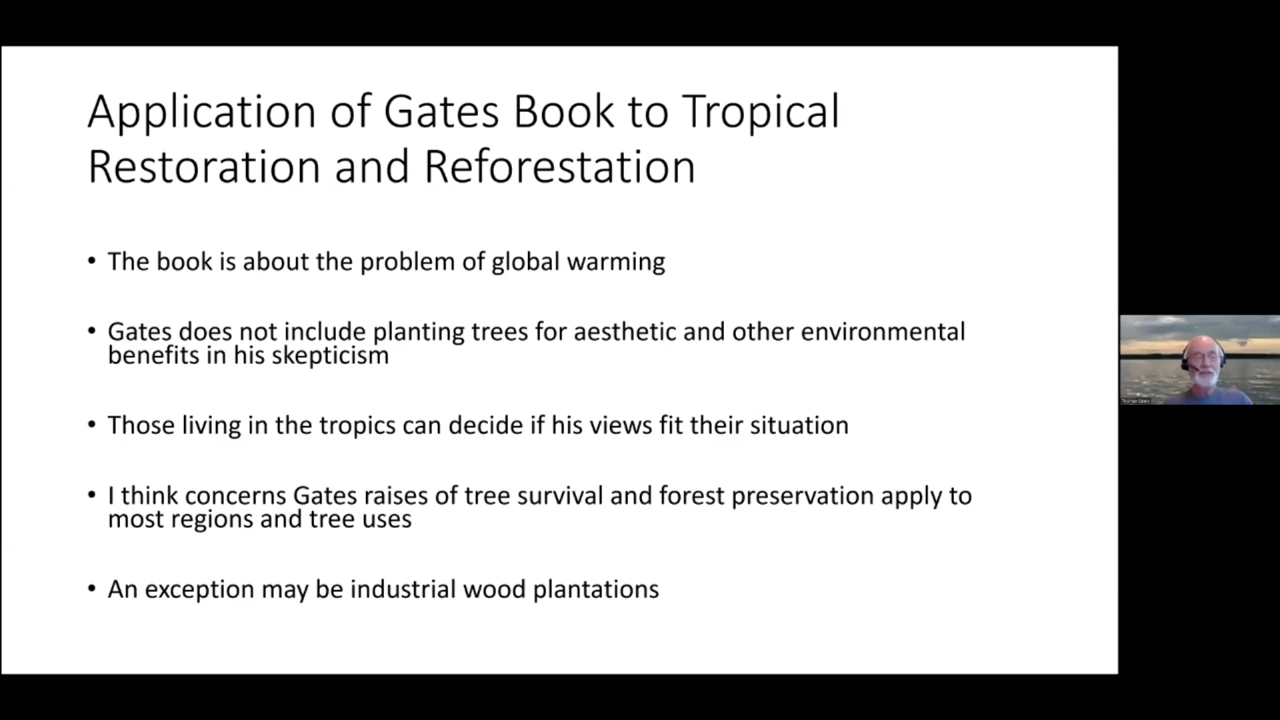 Application of Gates Book to Tropical
Restoration and Reforestation
• The book is about the problem of global warming
• Gates does not include planting trees for aesthetic and other environmental
benefits in his skepticism
• Those living in the tropics can decide if his views fit their situation
• I think concerns Gates raises of tree survival and forest preservation apply to
most regions and tree uses
• An exception may be industrial wood plantations